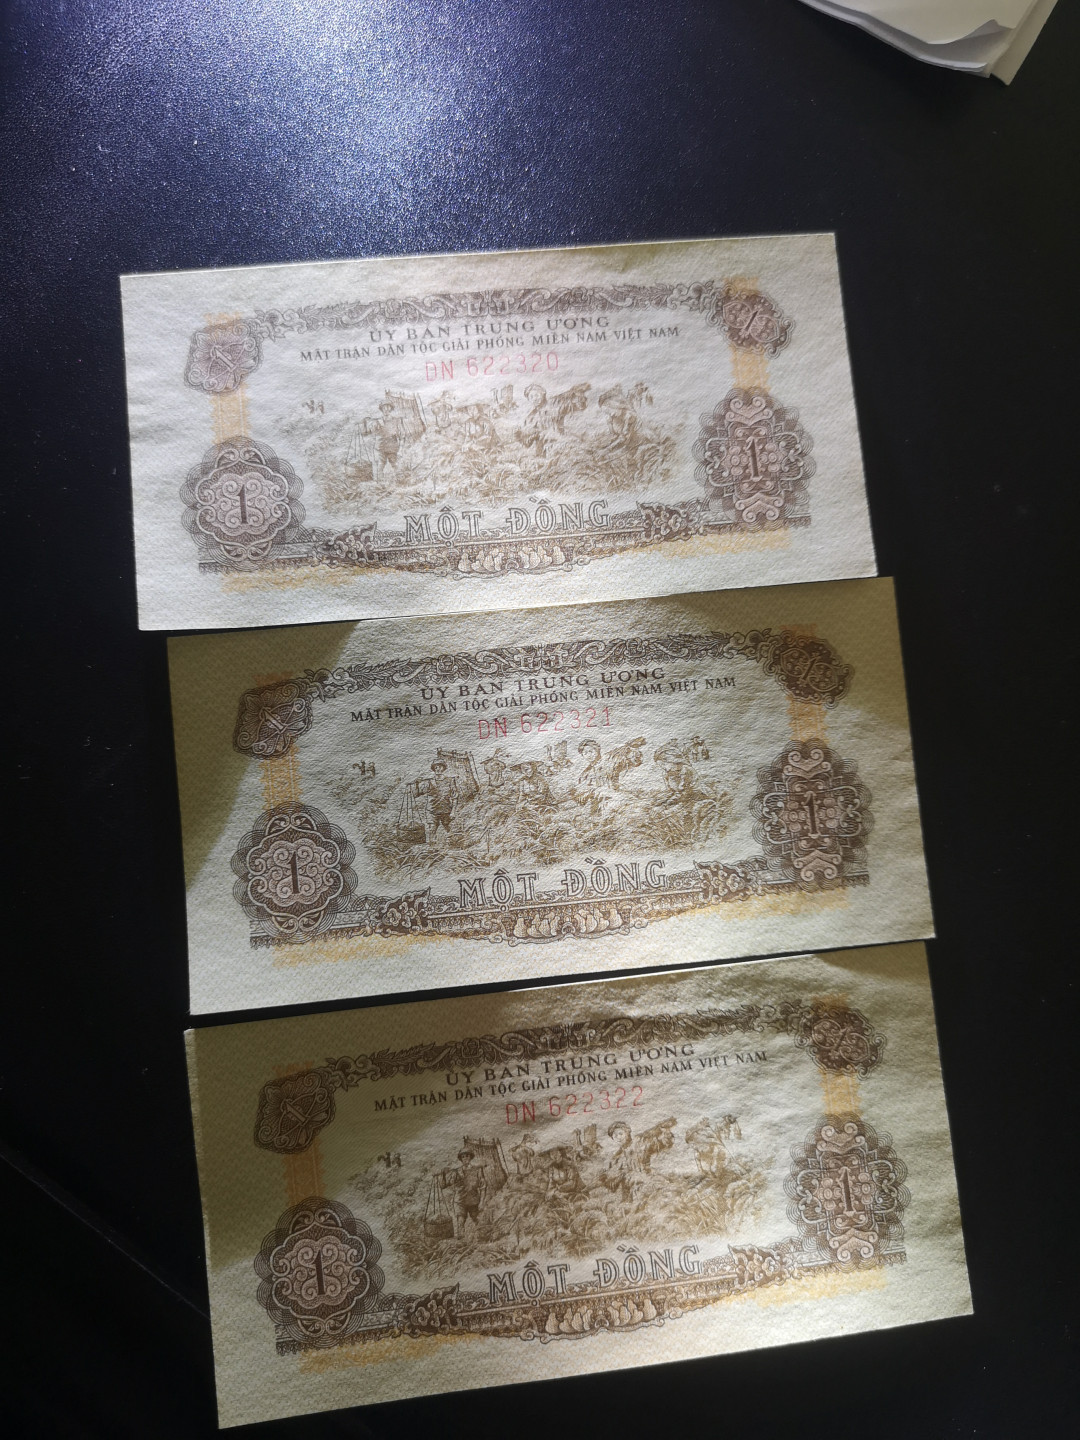 ỦY BAN TRUNG ƯƠNG
MẶT TRẬN DÂN TỘC GIẢI PHÓNG MIỀN NAM VIỆT NAM
DN 622320
1
1
MỘT ĐỒNG
ỦY BAN TRUNG ƯƠNG
MẶT TRẬN DÂN TỘC GIẢI PHÓNG MIỀN NAM VIỆT NAM
DN 622321
1
1
MỘT ĐỒNG
ỦY BAN TRUNG ƯƠNG
MẶT TRẬN DÂN TỘC GIẢI PHÓNG MIỀN NAM VIỆT NAM
DN 622322
1
1
MỘT ĐỒNG